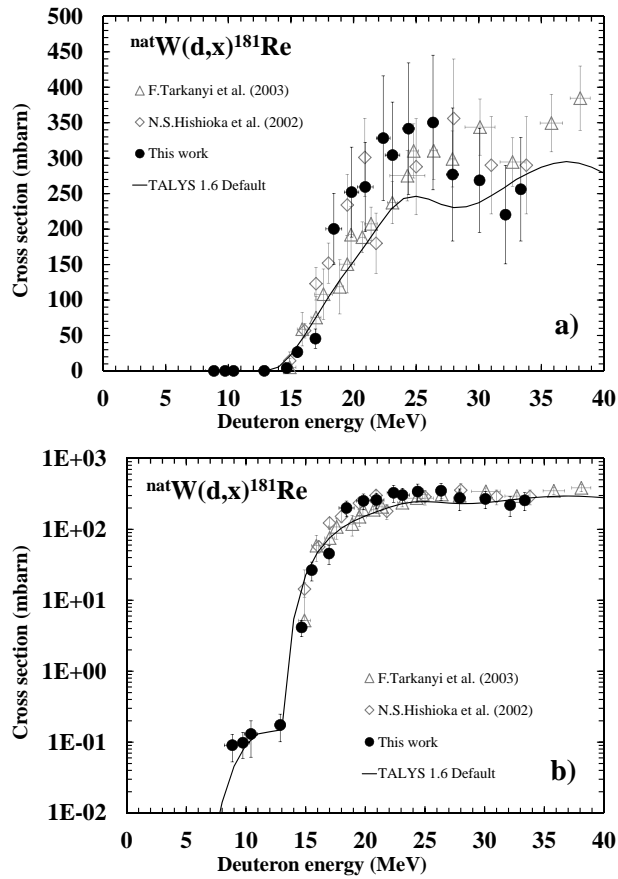 a)
500
450
400
350
300
250
200
150
100
50
0
Cross section (mbarn)
natW(d,x)181Re
F.Tarkanyi et al. (2003)
N.S.Hishioka et al. (2002)
This work
TALYS 1.6 Default
a)
0 5 10 15 20 25 30 35 40
Deuteron energy (MeV)
1E+03
1E+02
1E+01
1E+00
1E-01
1E-02
Cross section (mbarn)
natW(d,x)181Re
F.Tarkanyi et al. (2003)
N.S.Hishioka et al. (2002)
This work
TALYS 1.6 Default
b)
0 5 10 15 20 25 30 35 40
Deuteron energy (MeV)
b)